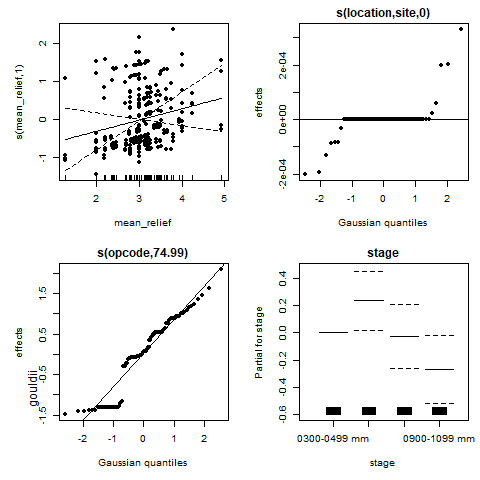 s(location,site,0)
2
1
0
-1
s(mean_relief,1)
2 3 4 5
mean_relief
2e-04
0e+00
-2e-04
effects
-2 -1 0 1 2
Gaussian quantiles
s(opcode,74.99)
stage
1.5
0.5
-0.5
-1.5
effects
gouldii
-2 -1 0 1 2
Gaussian quantiles
0.4
0.2
0.0
-0.2
-0.4
-0.6
Partial for stage
0300-0499 mm 0900-1099 mm
stage